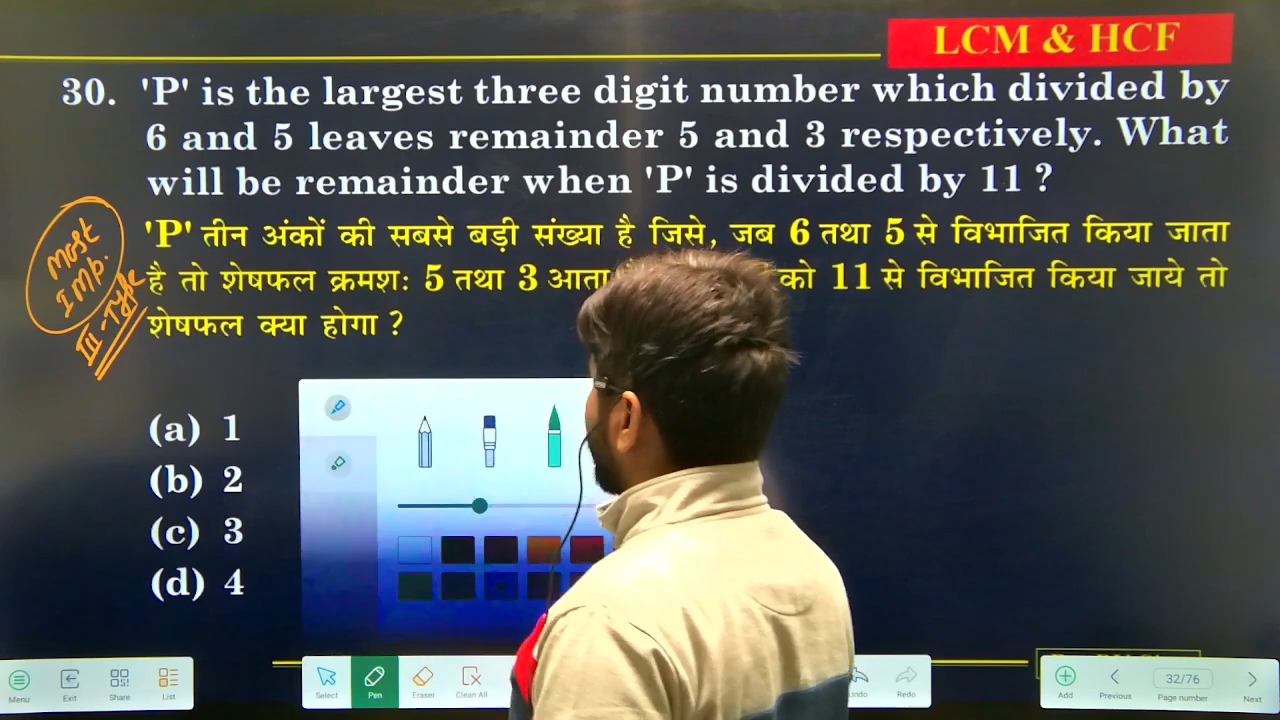 LCM & HCF
30. 'P' is the largest three digit number which divided by
6 and 5 leaves remainder 5 and 3 respectively. What
will be remainder when 'P' is divided by 11 ?
Most
IMP.
III-Type
'P' तीन अंकों की सबसे बड़ी संख्या है जिसे, जब 6 तथा 5 से विभाजित किया जाता
है तो शेषफल क्रमश: 5 तथा 3 आता को 11 से विभाजित किया जाये तो
शेषफल क्या होगा ?
(a) 1
(b) 2
(c) 3
(d) 4
Menu Exit Share List Select Pen Eraser Clean All Undo Redo Add Previous 32/76 Page number Next